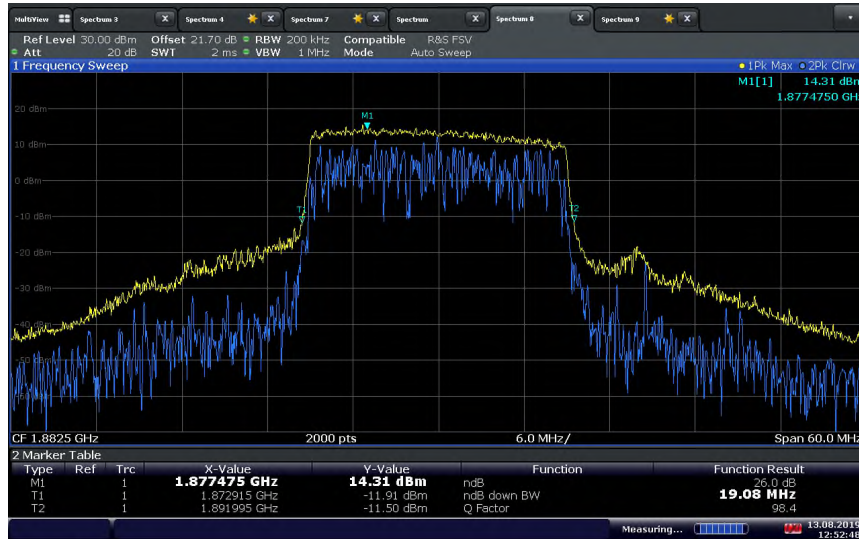 MultiView Spectrum 3 X Spectrum 4 X Spectrum 7 X Spectrum X Spectrum 8 X Spectrum 9 X
Ref Level 30.00 dBm Offset 21.70 dB RBW 200 kHz Compatible R&S FSV
Att 20 dB SWT 2 ms VBW 1 MHz Mode Auto Sweep
1 Frequency Sweep 1Pk Max 2Pk Clrw
M1[1] 14.31 dBm
1.8774750 GH
20 dBm
M1
10 dBm
0 dBm
-10 dBm
T1
T2
-20 dBm
-30 dBm
-40 dBm
-50 dBm
CF 1.8825 GHz 2000 pts 6.0 MHz/ Span 60.0 MHz
2 Marker Table
Type Ref Trc X-Value Y-Value Function Function Result
M1 1 1.877475 GHz 14.31 dBm ndB 26.0 dB
T1 1 1.872915 GHz -11.91 dBm ndB down BW 19.08 MHz
T2 1 1.891995 GHz -11.50 dBm Q Factor 98.4
Measuring... 13.08.2019
12:52:48